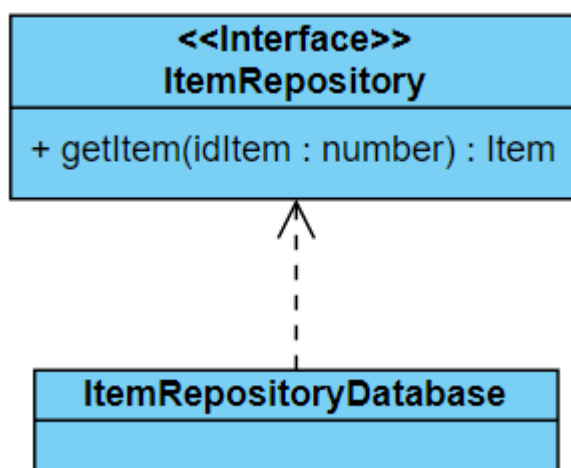 <<Interface>>
ItemRepository
+ getItem(idItem : number) : Item
ItemRepositoryDatabase